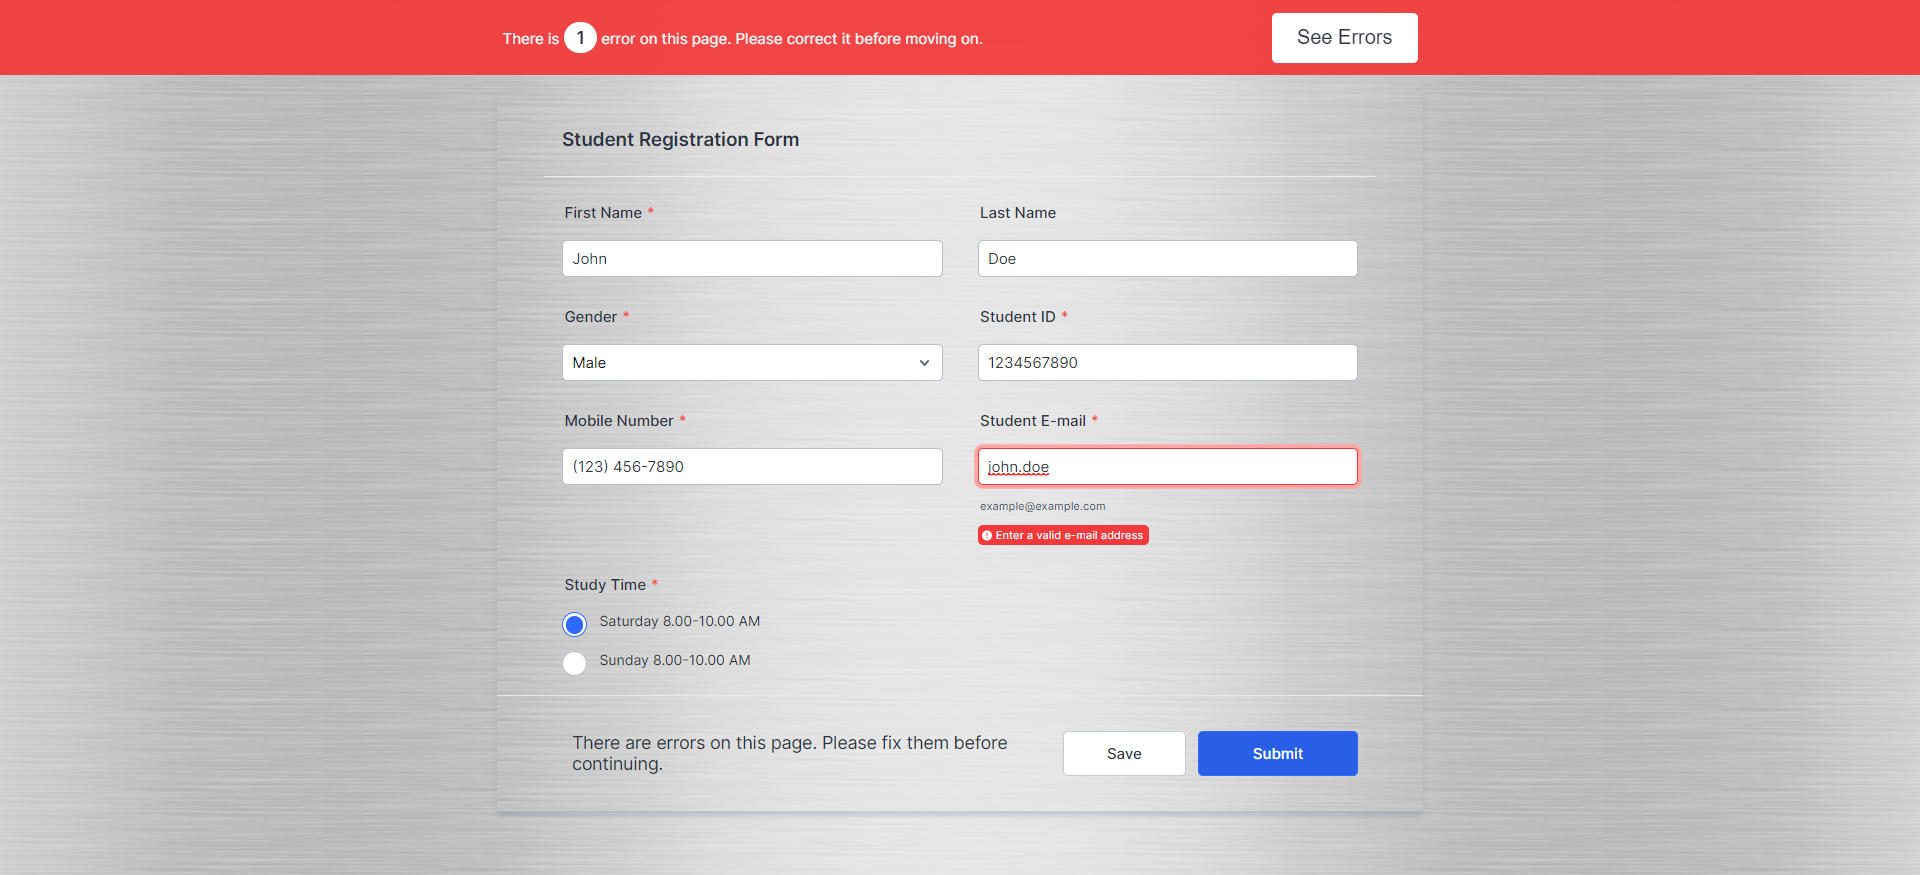 There is 1 error on this page. Please correct it before moving on.
See Errors
Student Registration Form
First Name *
Last Name
John
Doe
Gender *
Student ID *
Male
1234567890
Mobile Number *
Student E-mail *
(123) 456-7890
john.doe
example@example.com
Enter a valid e-mail address
Study Time *
Saturday 8.00-10.00 AM
Sunday 8.00-10.00 AM
There are errors on this page. Please fix them before
continuing.
Save
Submit